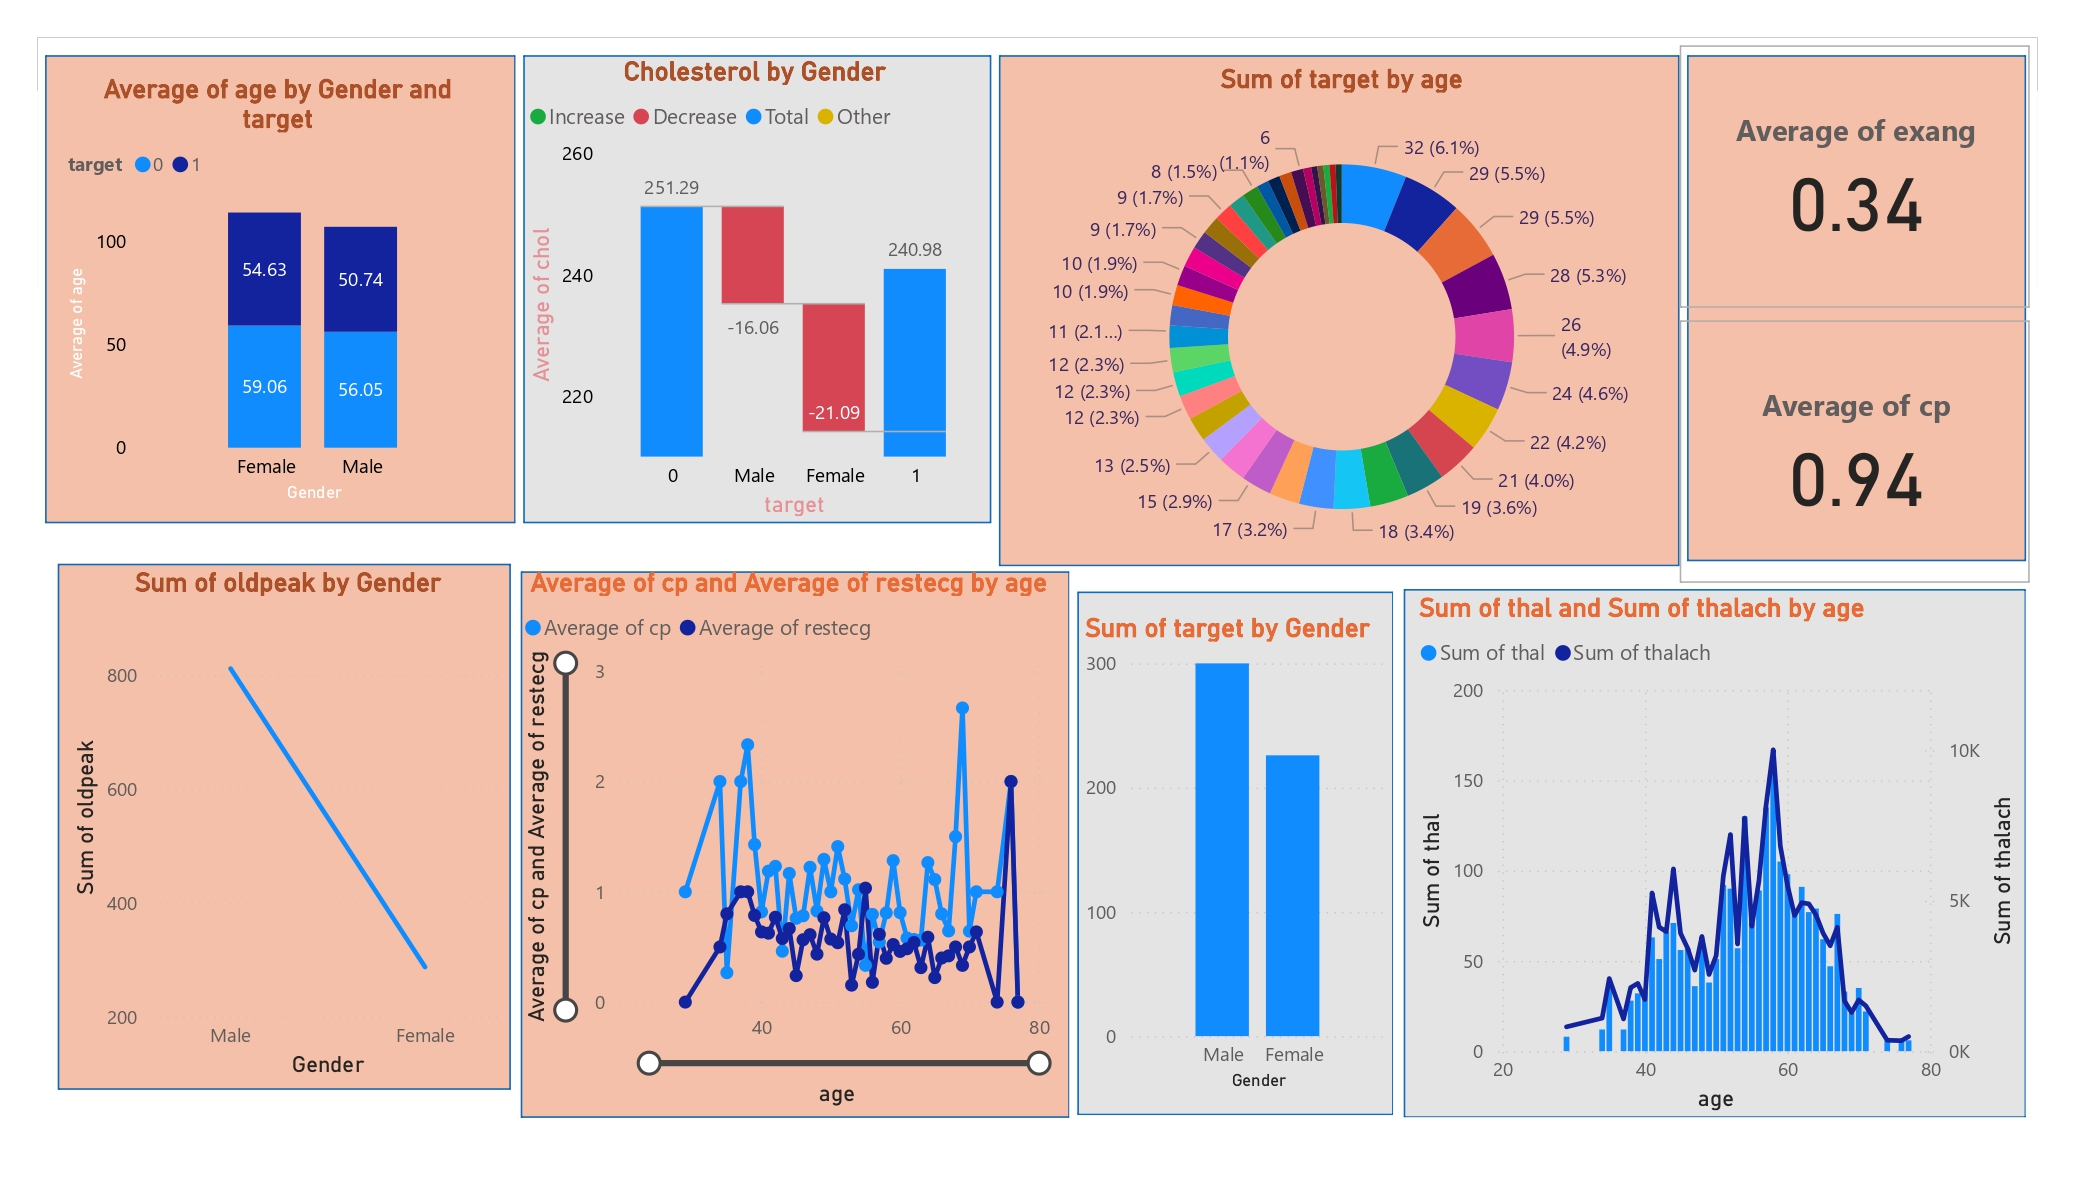 Average of age by Gender and
target
target 0 1
100
50
0
Average of age
54.63
50.74
59.06
56.05
Female Male
Gender
Cholesterol by Gender
Increase Decrease Total Other
260
240
220
Average of chol
251.29
-16.06
-21.09
240.98
0 Male Female 1
target
Sum of target by age
32 (6.1%)
29 (5.5%)
29 (5.5%)
28 (5.3%)
26
(4.9%)
24 (4.6%)
22 (4.2%)
21 (4.0%)
19 (3.6%)
18 (3.4%)
17 (3.2%)
15 (2.9%)
13 (2.5%)
12 (2.3%)
12 (2.3%)
12 (2.3%)
11 (2.1...)
10 (1.9%)
10 (1.9%)
9 (1.7%)
9 (1.7%)
8 (1.5%)
6
(1.1%)
Average of exang
0.34
Average of cp
0.94
Sum of oldpeak by Gender
800
600
400
200
Sum of oldpeak
Male Female
Gender
Average of cp and Average of restecg by age
Average of cp Average of restecg
Average of cp and Average of restecg
3
2
1
0
40 60 80
age
Sum of target by Gender
300
200
100
0
Male Female
Gender
Sum of thal and Sum of thalach by age
Sum of thal Sum of thalach
200
150
100
50
0
Sum of thal
10K
5K
0K
Sum of thalach
20 40 60 80
age